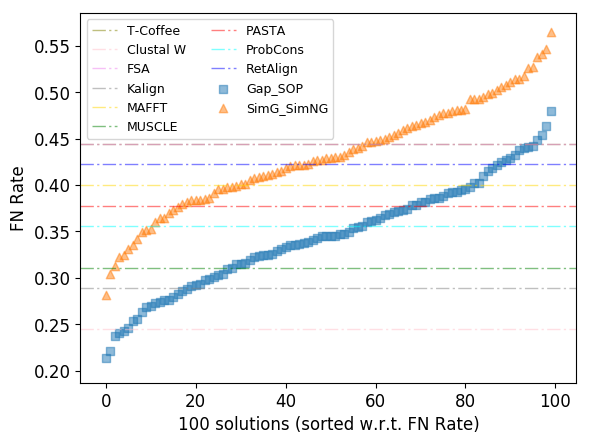 T-Coffee
Clustal W
FSA
Kalign
MAFFT
MUSCLE
PASTA
ProbCons
RetAlign
Gap_SOP
SimG_SimNG
FN Rate
0.55
0.50
0.45
0.40
0.35
0.30
0.25
0.20
0 20 40 60 80 100
100 solutions (sorted w.r.t. FN Rate)